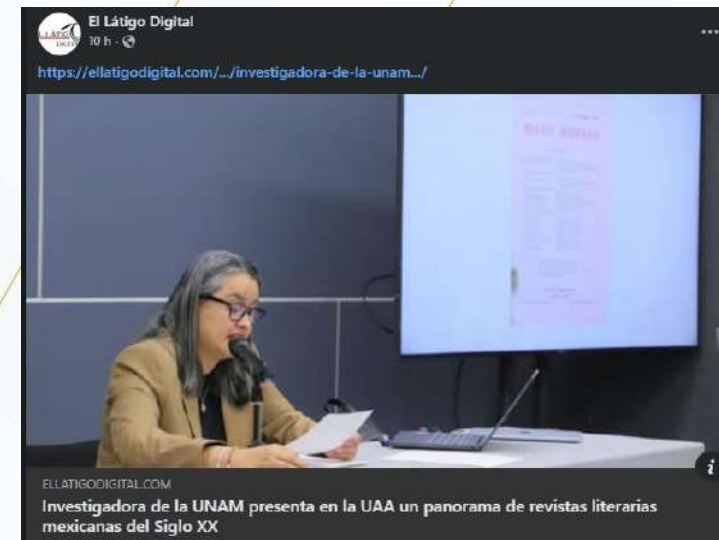 El Látigo Digital
10 h
https://ellatigodigital.com/.../investigadora-de-la-unam.../
ELLATIGODIGITAL.COM
Investigadora de la UNAM presenta en la UAA un panorama de revistas literarias
mexicanas del Siglo XX